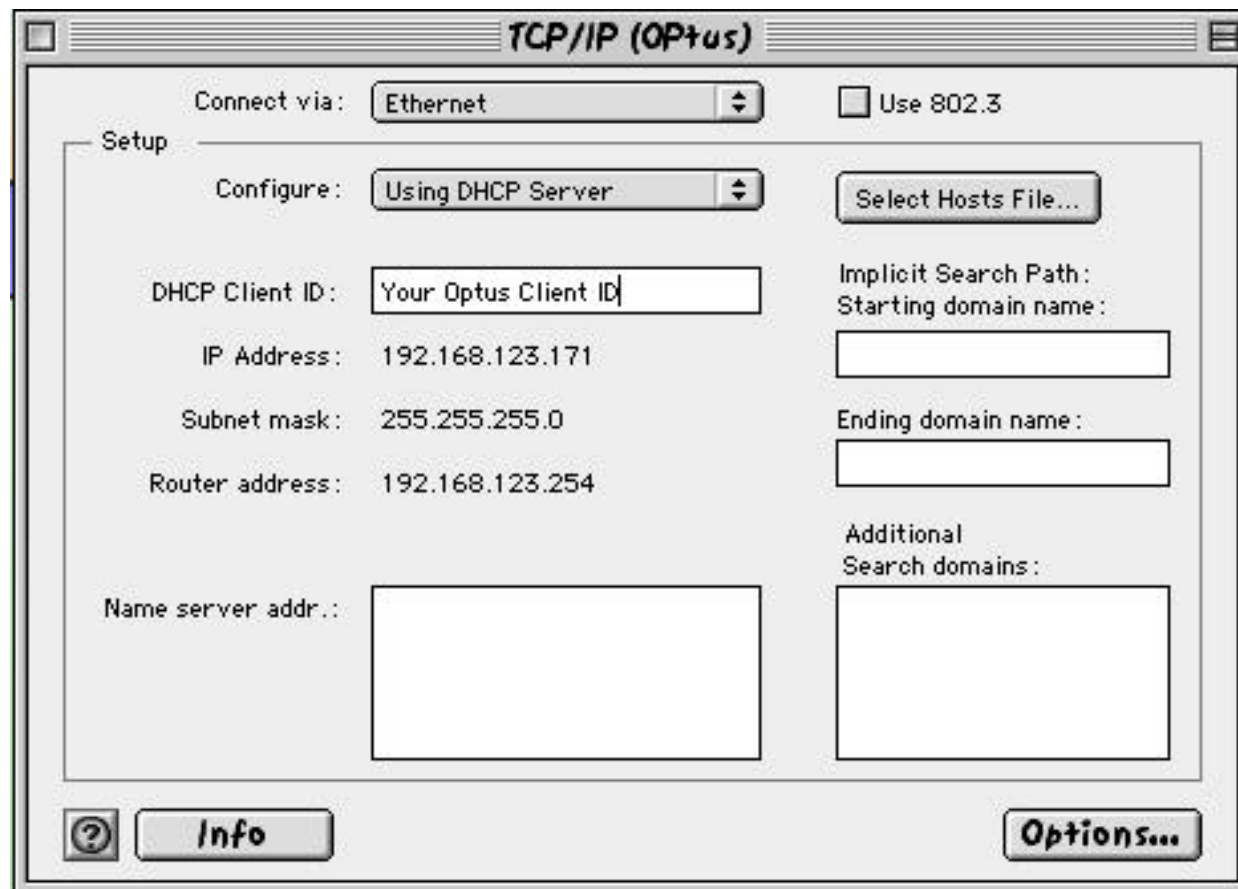 TCP/IP (OPtus)
Connect via: Ethernet
Use 802.3
Setup
Configure: Using DHCP Server
Select Hosts File...
DHCP Client ID: Your Optus Client ID
IP Address: 192.168.123.171
Subnet mask: 255.255.255.0
Router address: 192.168.123.254
Name server addr.:
Implicit Search Path:
Starting domain name:
Ending domain name:
Additional
Search domains:
?
Info
Options...